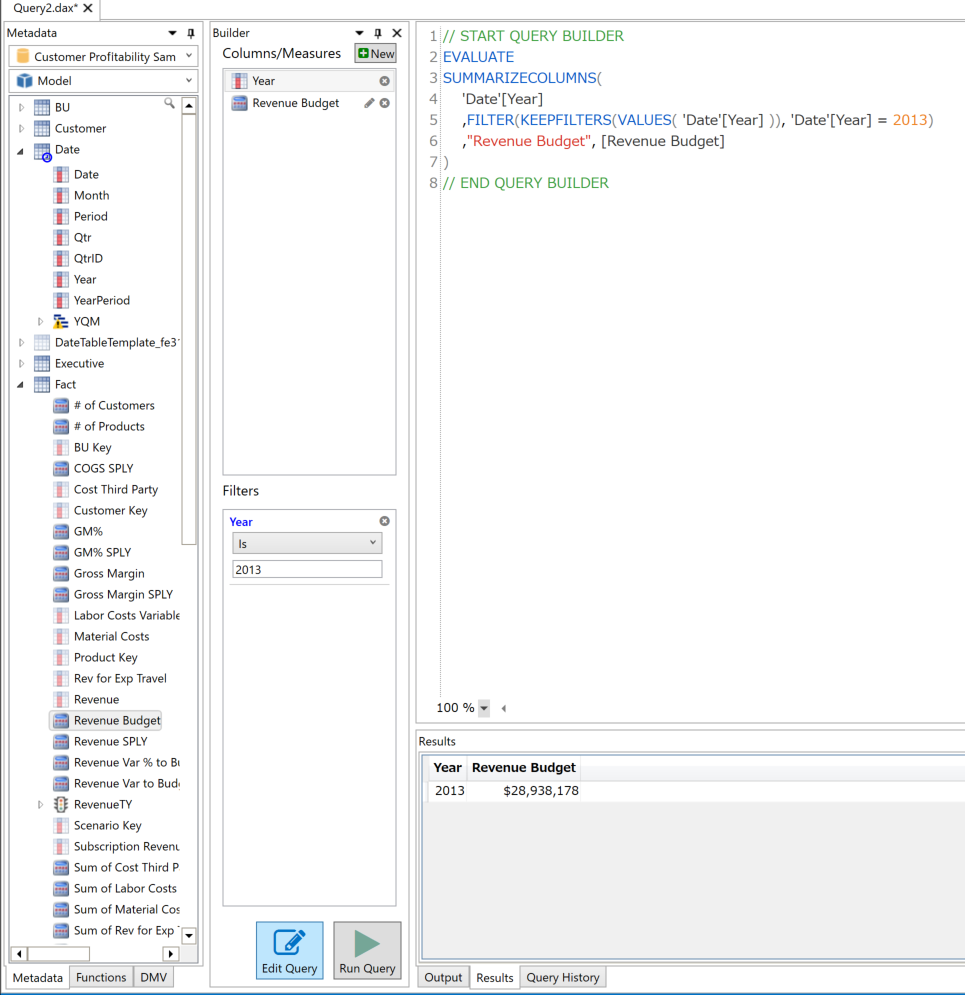 Query2.dax*
Metadata
Customer Profitability Sam
Model
BU
Customer
Date
Date
Month
Period
Qtr
QtrID
Year
YearPeriod
YQM
DateTableTemplate_fe3
Executive
Fact
# of Customers
# of Products
BU Key
COGS SPLY
Cost Third Party
Customer Key
GM%
GM% SPLY
Gross Margin
Gross Margin SPLY
Labor Costs Variable
Material Costs
Product Key
Rev for Exp Travel
Revenue
Revenue Budget
Revenue SPLY
Revenue Var % to Bu
Revenue Var to Budg
RevenueTY
Scenario Key
Subscription Revenu
Sum of Cost Third P
Sum of Labor Costs
Sum of Material Cos
Sum of Rev for Exp
Metadata Functions DMV
Builder
Columns/Measures New
Year
Revenue Budget
Filters
Year
Is
2013
Edit Query Run Query
1 // START QUERY BUILDER
2 EVALUATE
3 SUMMARIZECOLUMNS(
4 'Date'[Year]
5 ,FILTER(KEEPFILTERS(VALUES( 'Date'[Year] )), 'Date'[Year] = 2013)
6 ,"Revenue Budget", [Revenue Budget]
7 )
8 // END QUERY BUILDER
100 %
Results
Year Revenue Budget
2013 $28,938,178
Output Results Query History